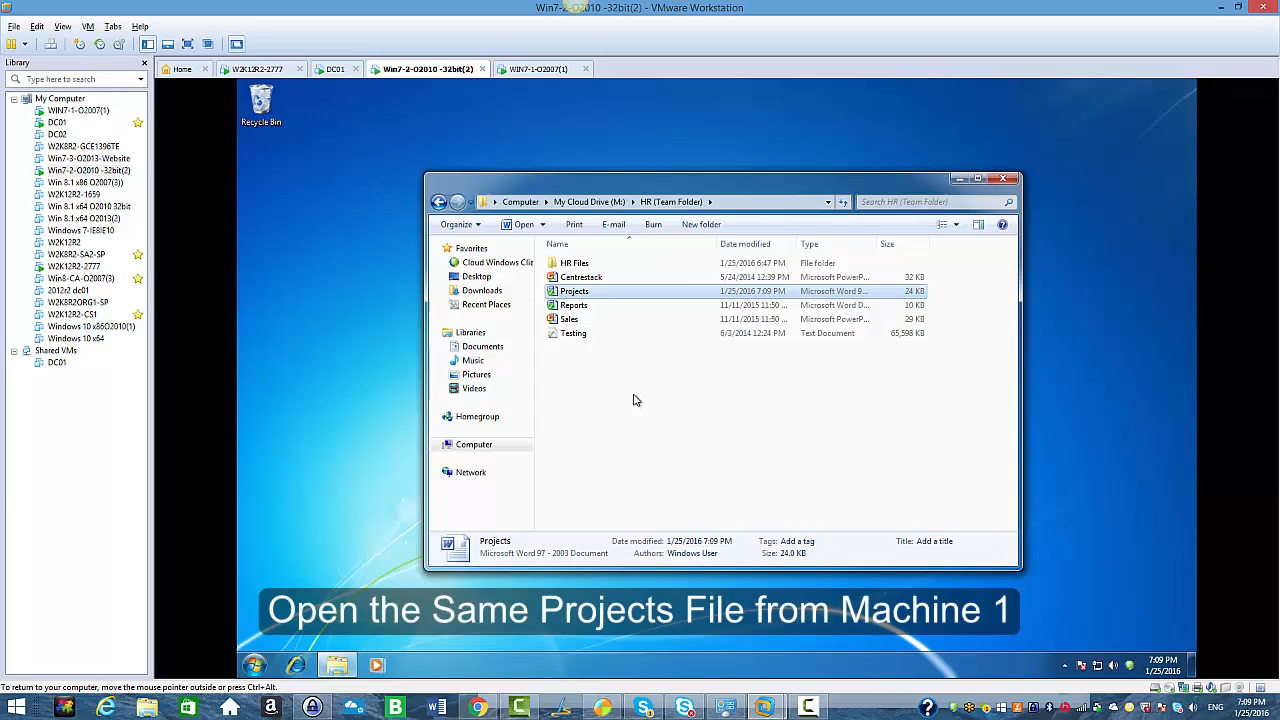 Win7-2-O2010 -32bit(2) - VMware Workstation
File Edit View VM Tabs Help
Library
Type here to search
Home W2K12R2-2777 DC01 Win7-2-O2010 -32bit(2) WIN7-1-O2007(1)
My Computer
WIN7-1-O2007(1)
DC01
DC02
W2K8R2-GCE1396TE
Win7-3-O2013-Website
Win7-2-O2010 -32bit(2)
Win 8.1 x86 O2007(3))
W2K12R2-1659
Win 8.1 x64 O2010 32bit
Win 8.1 x64 O2013(2)
Windows 7-IE8IE10
W2K12R2
W2K8R2-SA2-SP
W2K12R2-2777
Win8-CA-O2007(3)
2012r2 dc01
W2K8R2ORG1-SP
W2K12R2-CS1
Windows 10 x86O2010(1)
Windows 10 x64
Shared VMs
DC01
Recycle Bin
Computer My Cloud Drive (M:) HR (Team Folder)
Search HR (Team Folder)
Organize Open Print E-mail Burn New folder
Favorites
Cloud Windows Clie
Desktop
Downloads
Recent Places
Libraries
Documents
Music
Pictures
Videos
Homegroup
Computer
Network
Name Date modified Type Size
HR Files 1/25/2016 6:47 PM File folder
Centrestack 5/24/2014 12:39 PM Microsoft PowerP... 32 KB
Projects 1/25/2016 7:09 PM Microsoft Word 9... 24 KB
Reports 11/11/2015 11:50 ... Microsoft Word D... 10 KB
Sales 11/11/2015 11:50 ... Microsoft PowerP... 29 KB
Testing 6/3/2014 12:24 PM Text Document 65,598 KB
Projects Date modified: 1/25/2016 7:09 PM Tags: Add a tag Title: Add a title
Microsoft Word 97 - 2003 Document Authors: Windows User Size: 24.0 KB
Open the Same Projects File from Machine 1
7:09 PM
1/25/2016
To return to your computer, move the mouse pointer outside or press Ctrl+Alt.
ENG
7:09 PM
1/25/2016